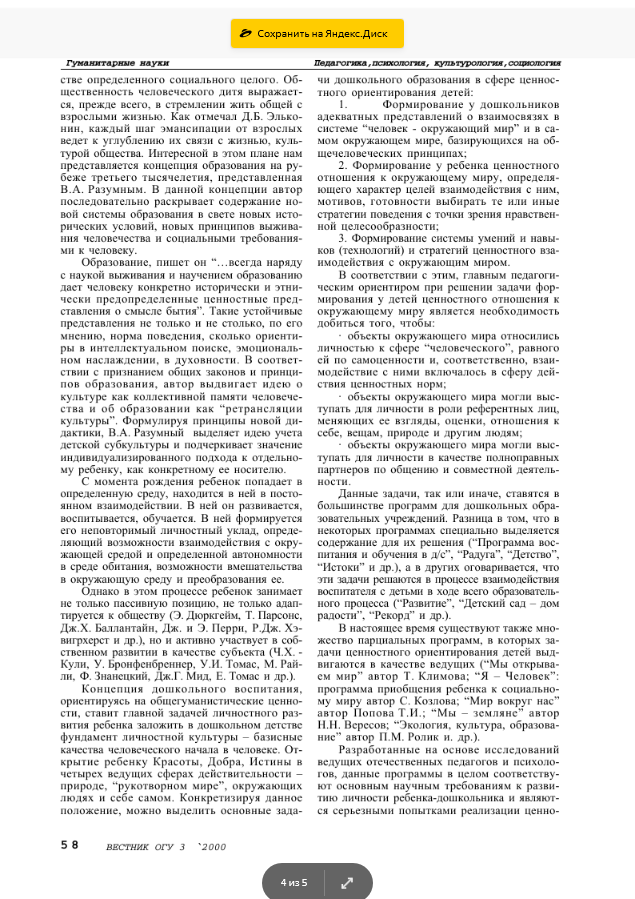 Сохранить на Яндекс.Диск
Гуманитарные науки
Педагогика,психология, культурология,социология
стве определенного социального целого. Об-
щественность человеческого дитя выражает-
ся, прежде всего, в стремлении жить общей с
взрослыми жизнью. Как отмечал Д.Б. Элько-
нин, каждый шаг эмансипации от взрослых
ведет к углублению их связи с жизнью, куль-
турой общества. Интересной в этом плане нам
представляется концепция образования на ру-
беже третьего тысячелетия, представленная
В.А. Разумным. В данной концепции автор
последовательно раскрывает содержание но-
вой системы образования в свете новых исто-
рических условий, новых принципов выжива-
ния человечества и социальными требования-
ми к человеку.
Образование, пишет он “…всегда наряду
с наукой выживания и научением образованию
дает человеку конкретно исторически и этни-
чески предопределенные ценностные пред-
ставления о смысле бытия”. Такие устойчивые
представления не только и не столько, по его
мнению, норма поведения, сколько ориенти-
ры в интеллектуальном поиске, эмоциональ-
ном наслаждении, в духовности. В соответ-
ствии с признанием общих законов и принци-
пов образования, автор выдвигает идею о
культуре как коллективной памяти человече-
ства и об образовании как “ретрансляции
культуры”. Формулируя принципы новой ди-
дактики, В.А. Разумный выделяет идею учета
детской субкультуры и подчеркивает значение
индивидуализированного подхода к отдельно-
му ребенку, как конкретному ее носителю.
С момента рождения ребенок попадает в
определенную среду, находится в ней в посто-
янном взаимодействии. В ней он развивается,
воспитывается, обучается. В ней формируется
его неповторимый личностный уклад, опреде-
ляющий возможности взаимодействия с окру-
жающей средой и определенной автономности
в среде обитания, возможности вмешательства
в окружающую среду и преобразования ее.
Однако в этом процессе ребенок занимает
не только пассивную позицию, не только адап-
тируется к обществу (Э. Дюркгейм, Т. Парсонс,
Дж.Х. Баллантайн, Дж. и Э. Перри, Р.Дж. Хэ-
вингхерст и др.), но и активно участвует в соб-
ственном развитии в качестве субъекта (Ч.Х. -
Кули, У. Бронфенбреннер, У.И. Томас, М. Рай-
ли, Ф. Знанецкий, Дж.Г. Мид, Е. Томас и др.).
Концепция дошкольного воспитания,
ориентируясь на общегуманистические ценно-
сти, ставит главной задачей личностного раз-
вития ребенка заложить в дошкольном детстве
фундамент личностной культуры – базисные
качества человеческого начала в человеке. От-
крытие ребенку Красоты, Добра, Истины в
четырех ведущих сферах действительности –
природе, “рукотворном мире”, окружающих
людях и себе самом. Конкретизируя данное
положение, можно выделить основные зада-
чи дошкольного образования в сфере ценнос-
тного ориентирования детей:
1. Формирование у дошкольников
адекватных представлений о взаимосвязях в
системе “человек - окружающий мир” и в са-
мом окружающем мире, базирующихся на об-
щечеловеческих принципах;
2. Формирование у ребенка ценностного
отношения к окружающему миру, определя-
ющего характер целей взаимодействия с ним,
мотивов, готовности выбирать те или иные
стратегии поведения с точки зрения нравствен-
ной целесообразности;
3. Формирование системы умений и навы-
ков (технологий) и стратегий ценностного вза-
имодействия с окружающим миром.
В соответствии с этим, главным педагоги-
ческим ориентиром при решении задачи фор-
мирования у детей ценностного отношения к
окружающему миру является необходимость
добиться того, чтобы:
· объекты окружающего мира относились
личностью к сфере “человеческого”, равного
ей по самоценности и, соответственно, взаи-
модействие с ними включалось в сферу дей-
ствия ценностных норм;
· объекты окружающего мира могли выс-
тупать для личности в роли референтных лиц,
меняющих ее взгляды, оценки, отношения к
себе, вещам, природе и другим людям;
· объекты окружающего мира могли выс-
тупать для личности в качестве полноправных
партнеров по общению и совместной деятель-
ности.
Данные задачи, так или иначе, ставятся в
большинстве программ для дошкольных обра-
зовательных учреждений. Разница в том, что в
некоторых программах специально выделяется
содержание для их решения (“Программа вос-
питания и обучения в д/с”, “Радуга”, “Детство”,
“Истоки” и др.), а в других оговаривается, что
эти задачи решаются в процессе взаимодействия
воспитателя с детьми в ходе всего образователь-
ного процесса (“Развитие”, “Детский сад – дом
радости”, “Рекорд” и др.).
В настоящее время существуют также мно-
жество парциальных программ, в которых за-
дачи ценностного ориентирования детей выд-
вигаются в качестве ведущих (“Мы открыва-
ем мир” автор Т. Климова; “Я – Человек”:
программа приобщения ребенка к социально-
му миру автор С. Козлова; “Мир вокруг нас”
автор Попова Т.И.; “Мы – земляне” автор
Н.Н. Вересов; “Экология, культура, образова-
ние” автор П.М. Ролик и. др.).
Разработанные на основе исследований
ведущих отечественных педагогов и психоло-
гов, данные программы в целом соответству-
ют основным научным требованиям к разви-
тию личности ребенка-дошкольника и являют-
ся серьезными попытками реализации ценно-
58 ВЕСТНИК ОГУ 3 `2000
4 из 5